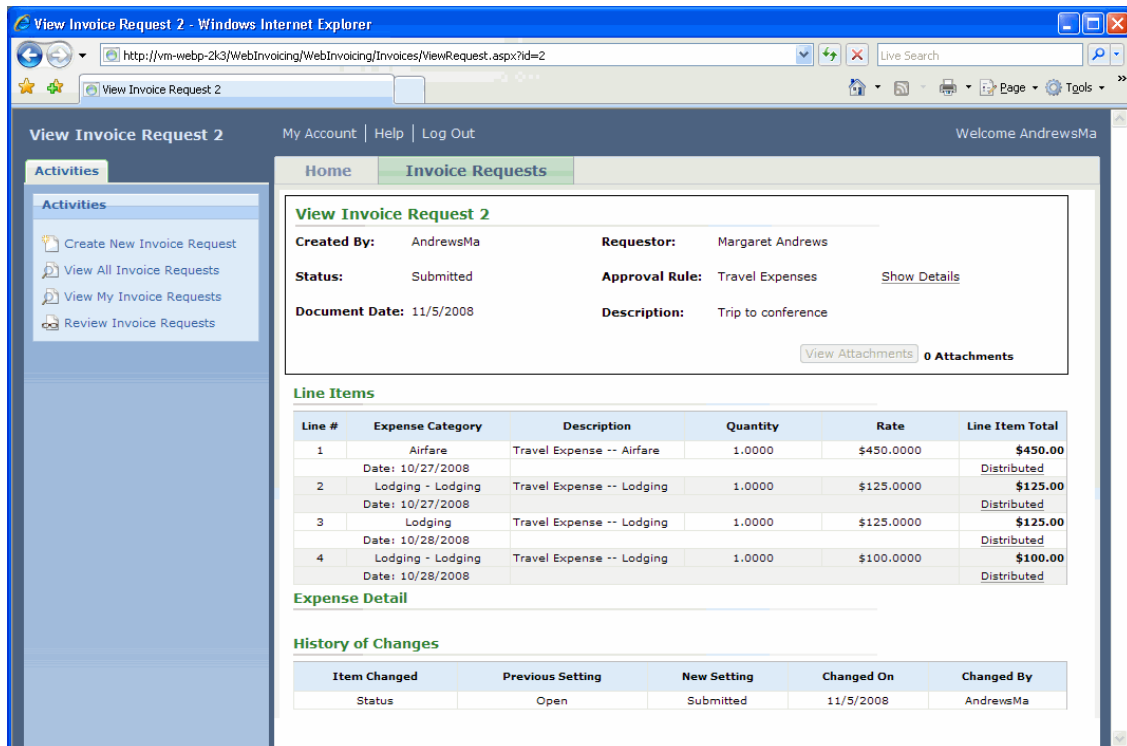 View Invoice Request 2 - Windows Internet Explorer
http://vm-webp-2k3/WebInvoicing/WebInvoicing/Invoices/ViewRequest.aspx?id=2
Live Search
View Invoice Request 2
Page
Tools
»
View Invoice Request 2
My Account | Help | Log Out
Welcome AndrewsMa
Activities
Home
Invoice Requests
Activities
Create New Invoice Request
View All Invoice Requests
View My Invoice Requests
Review Invoice Requests
View Invoice Request 2
Created By: AndrewsMa Requestor: Margaret Andrews
Status: Submitted Approval Rule: Travel Expenses Show Details
Document Date: 11/5/2008 Description: Trip to conference
View Attachments 0 Attachments
Line Items
Line # Expense Category Description Quantity Rate Line Item Total
1 Airfare Travel Expense -- Airfare 1.0000 $450.0000 $450.00
Date: 10/27/2008 Distributed
2 Lodging - Lodging Travel Expense -- Lodging 1.0000 $125.0000 $125.00
Date: 10/27/2008 Distributed
3 Lodging Travel Expense -- Lodging 1.0000 $125.0000 $125.00
Date: 10/28/2008 Distributed
4 Lodging - Lodging Travel Expense -- Lodging 1.0000 $100.0000 $100.00
Date: 10/28/2008 Distributed
Expense Detail
History of Changes
Item Changed Previous Setting New Setting Changed On Changed By
Status Open Submitted 11/5/2008 AndrewsMa